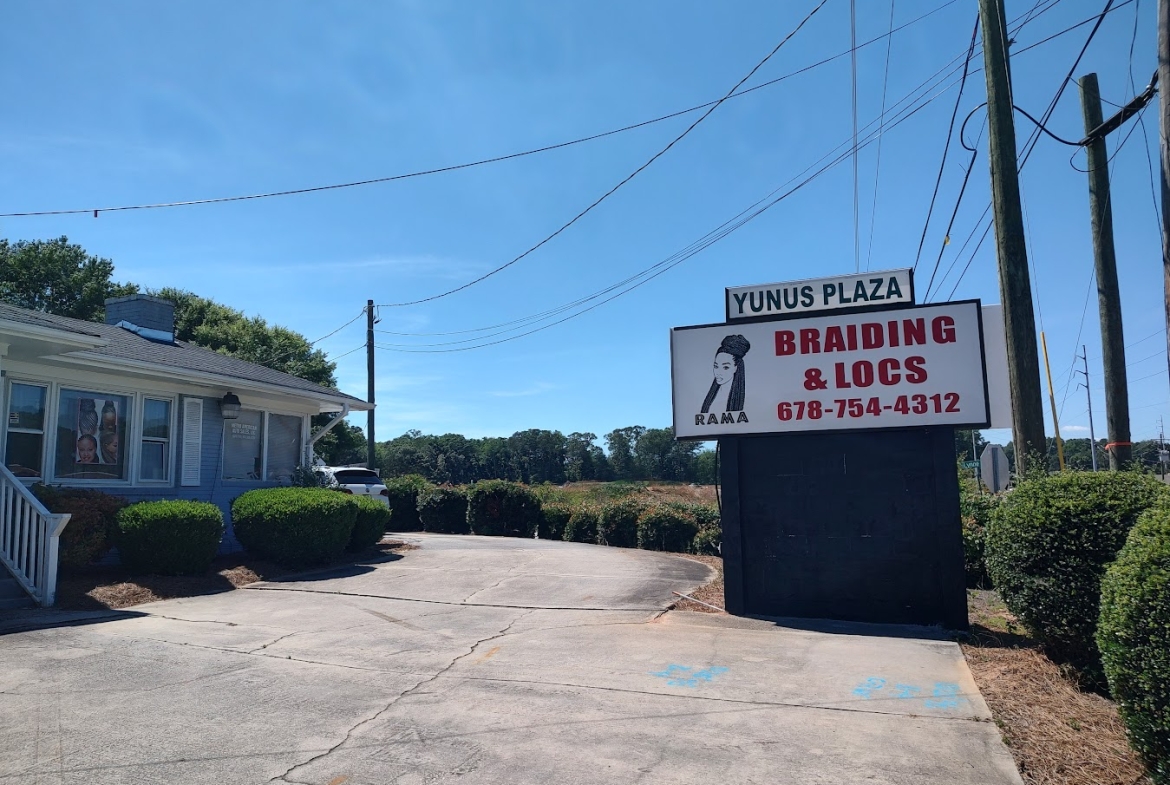 YUNUS PLAZA
BRAIDING
& LOCS
678-754-4312
RAMA